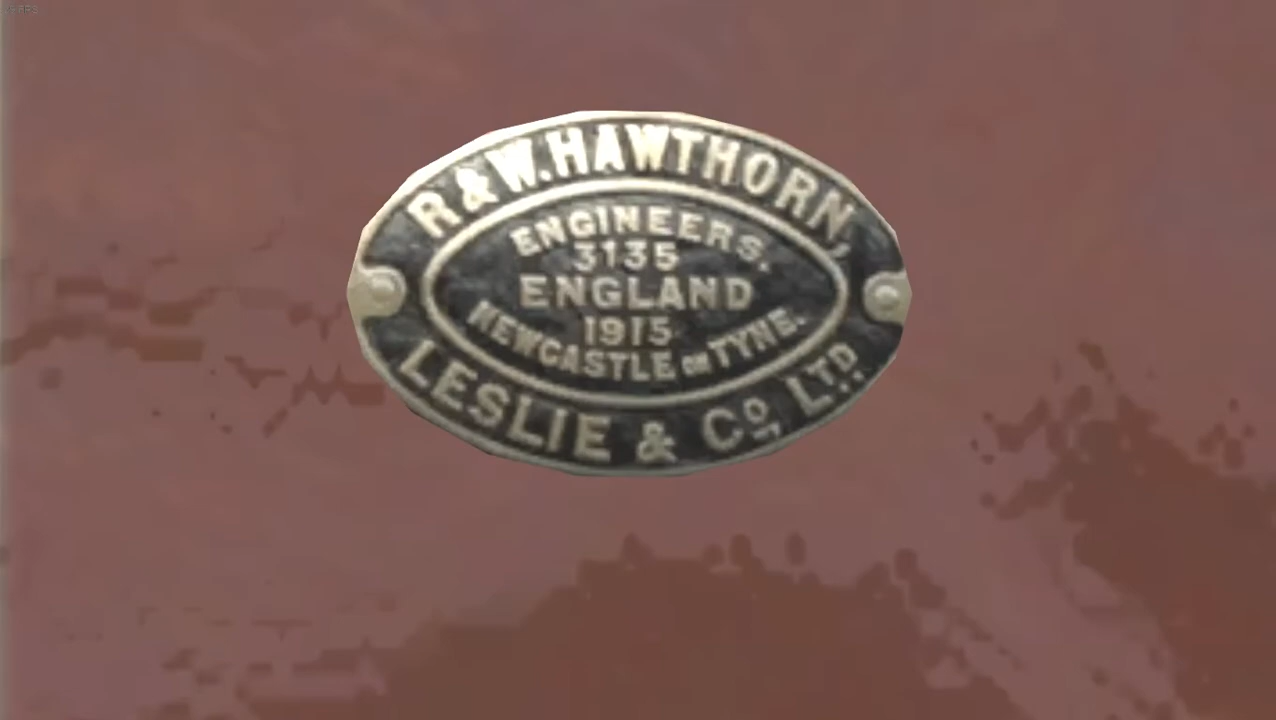 R & W. HAWTHORN,
ENGINEERS.
3135
ENGLAND
1915
NEWCASTLE ON TYNE.
LESLIE & Cº LTD.